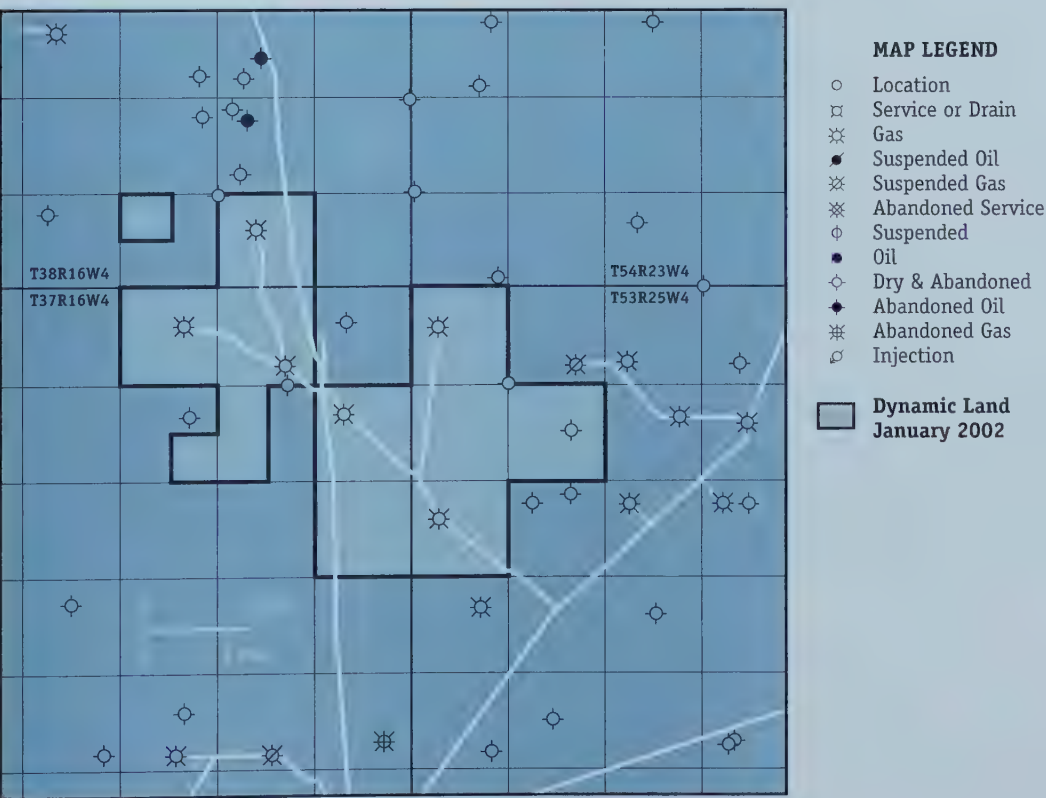 T38R16W4
T37R16W4
T54R23W4
T53R25W4
MAP LEGEND
Location
Service or Drain
Gas
Suspended Oil
Suspended Gas
Abandoned Service
Suspended
Oil
Dry & Abandoned
Abandoned Oil
Abandoned Gas
Injection
Dynamic Land
January 2002